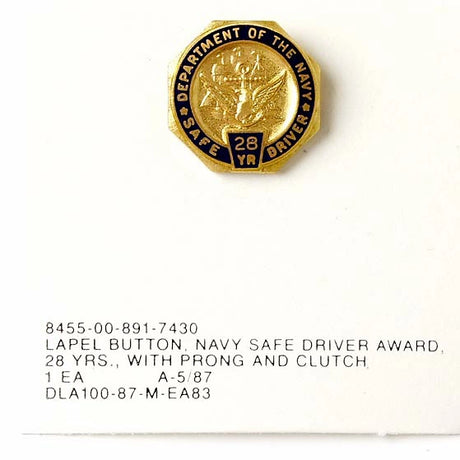 DEPARTMENT OF THE NAVY
SAFE DRIVER
28
YR
8455-00-891-7430
LAPEL BUTTON, NAVY SAFE DRIVER AWARD,
28 YRS., WITH PRONG AND CLUTCH
1 EA A-5/87
DLA100-87-M-EA83